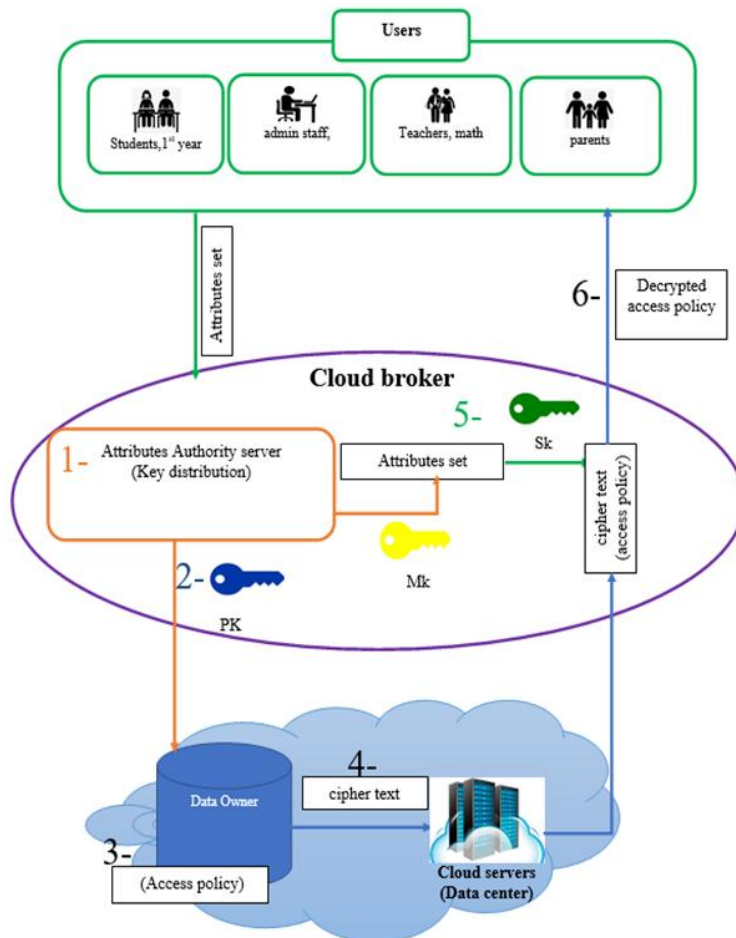 Users
Students,1st year
admin staff,
Teachers, math
parents
Attributes set
6-
Decrypted
access policy
Cloud broker
1-
Attributes Authority server
(Key distribution)
Attributes set
5-
Sk
cipher text
(access policy)
Mk
2-
PK
Data Owner
3-
(Access policy)
4-
cipher text
Cloud servers
(Data center)